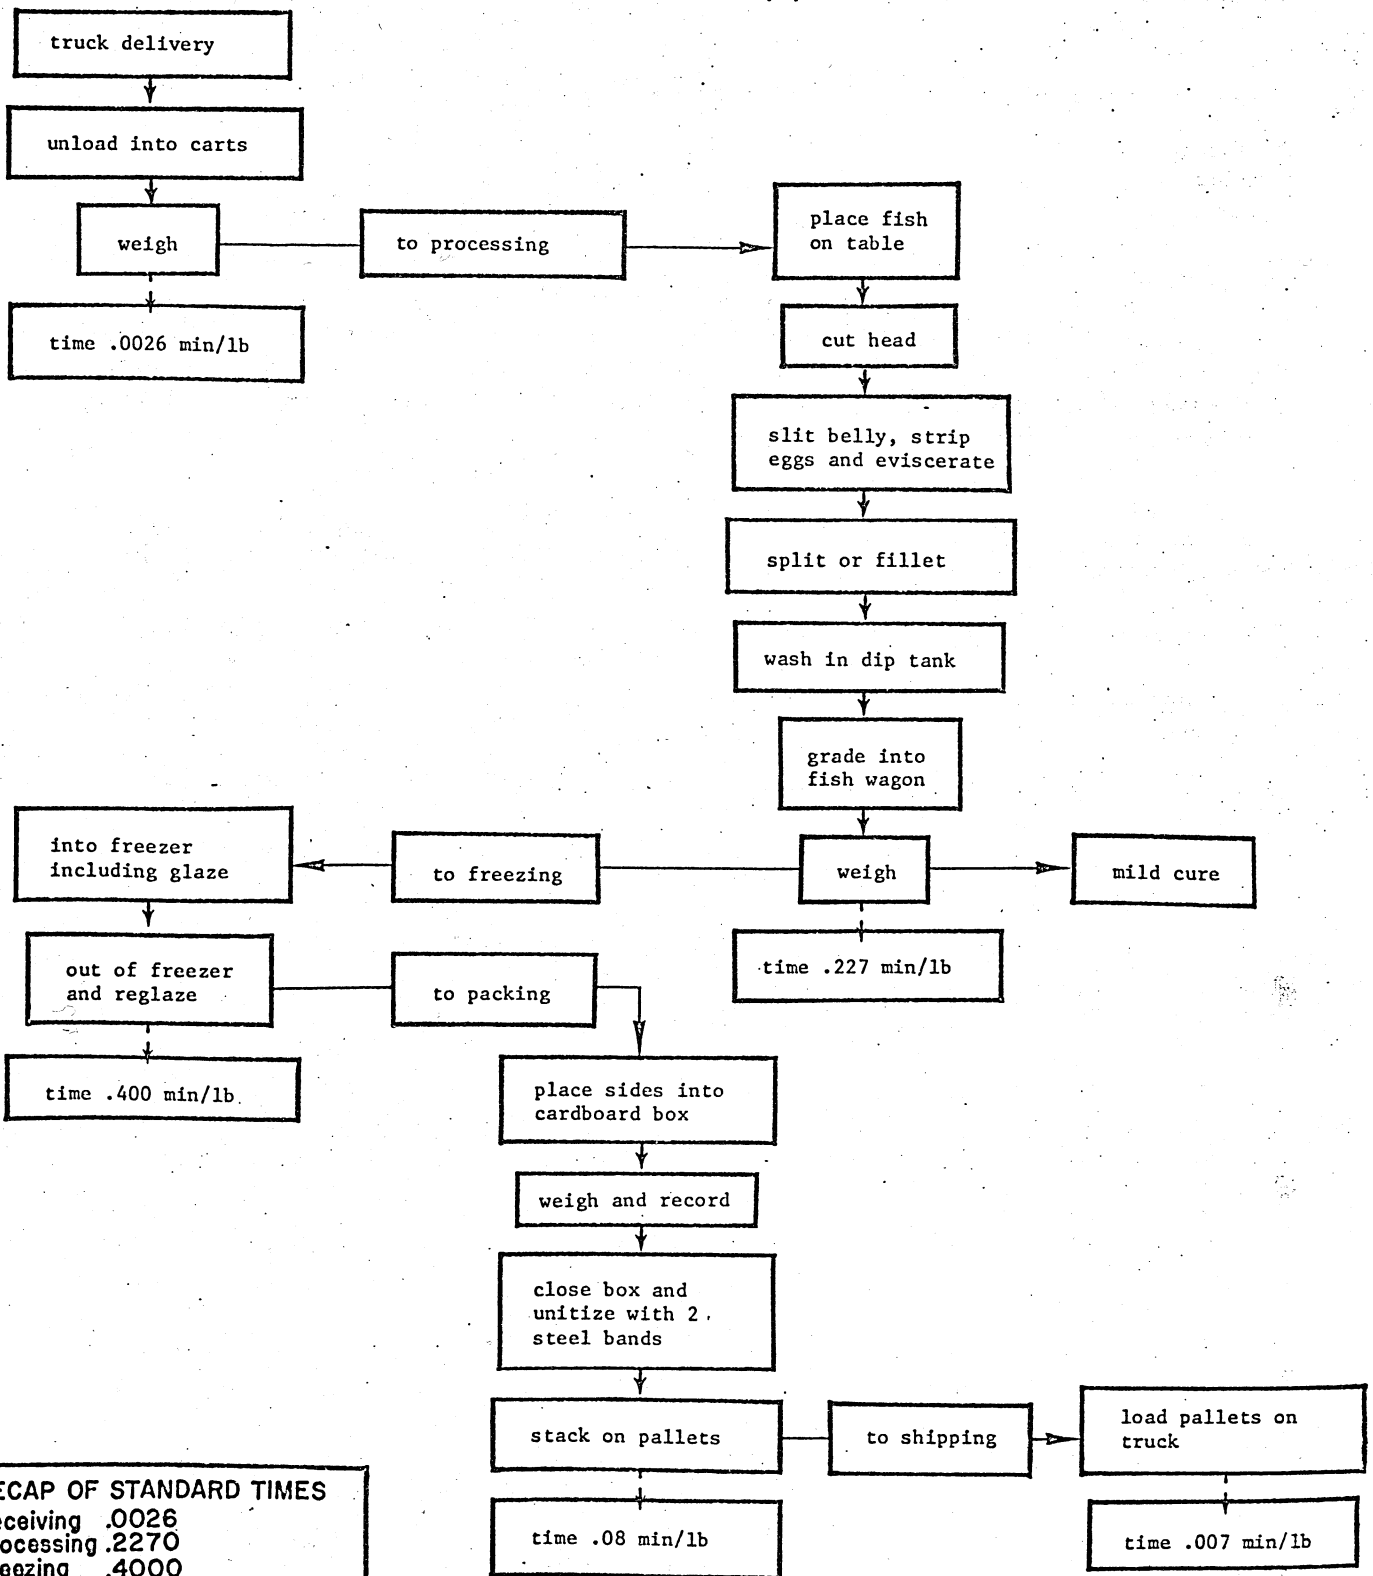 truck delivery
unload into carts
weigh
to processing
time .0026 min/lb
place fish
on table
cut head
slit belly, strip
eggs and eviscerate
split or fillet
wash in dip tank
grade into
fish wagon
weigh
mild cure
time .227 min/lb
to freezing
into freezer
including glaze
out of freezer
and reglaze
time .400 min/lb.
to packing
place sides into
cardboard box
weigh and record
close box and
unitize with 2
steel bands
stack on pallets
time .08 min/lb
to shipping
load pallets on
truck
time .007 min/lb
ECAP OF STANDARD TIMES
ceiving .0026
ocessing .2270
eezing .4000